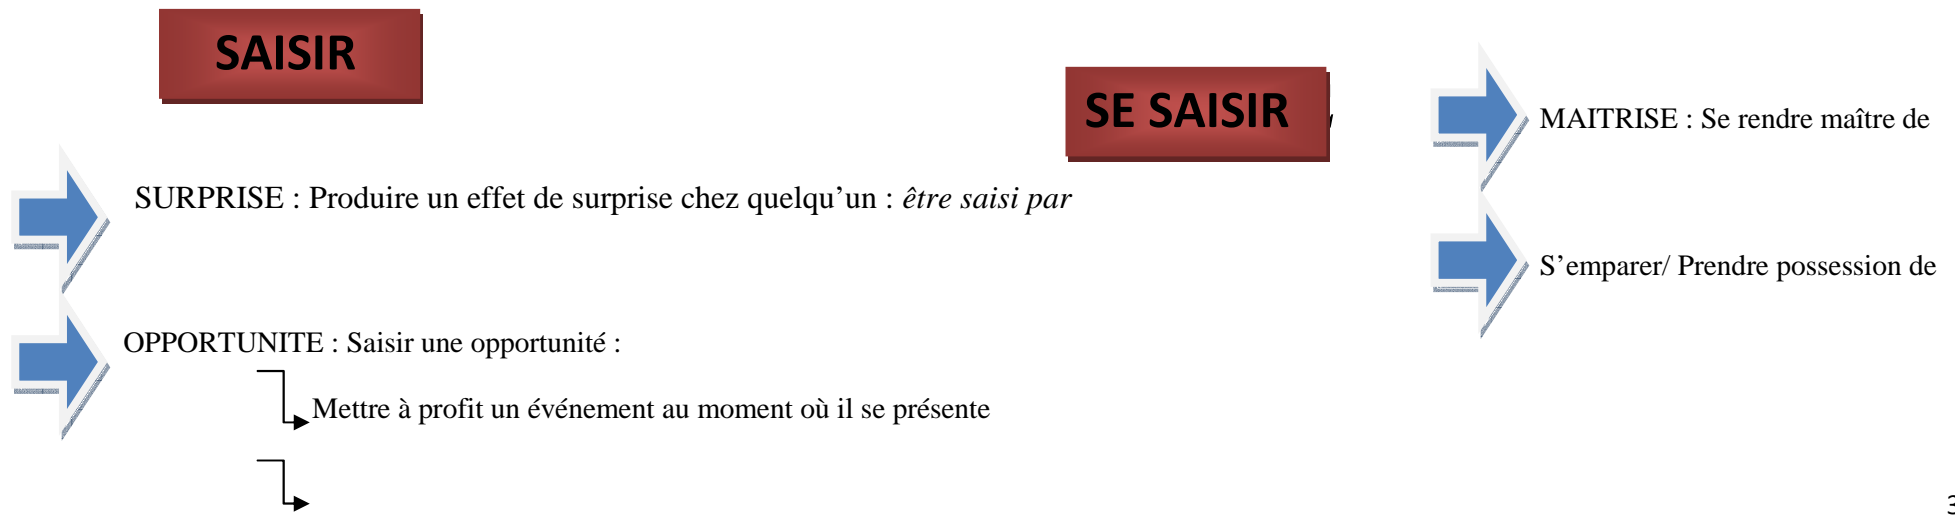 SAISIR
SURPRISE : Produire un effet de surprise chez quelqu’un : être saisi par
OPPORTUNITE : Saisir une opportunité :
Mettre à profit un événement au moment où il se présente
SE SAISIR
MAITRISE : Se rendre maître de
S’emparer/ Prendre possession de
3